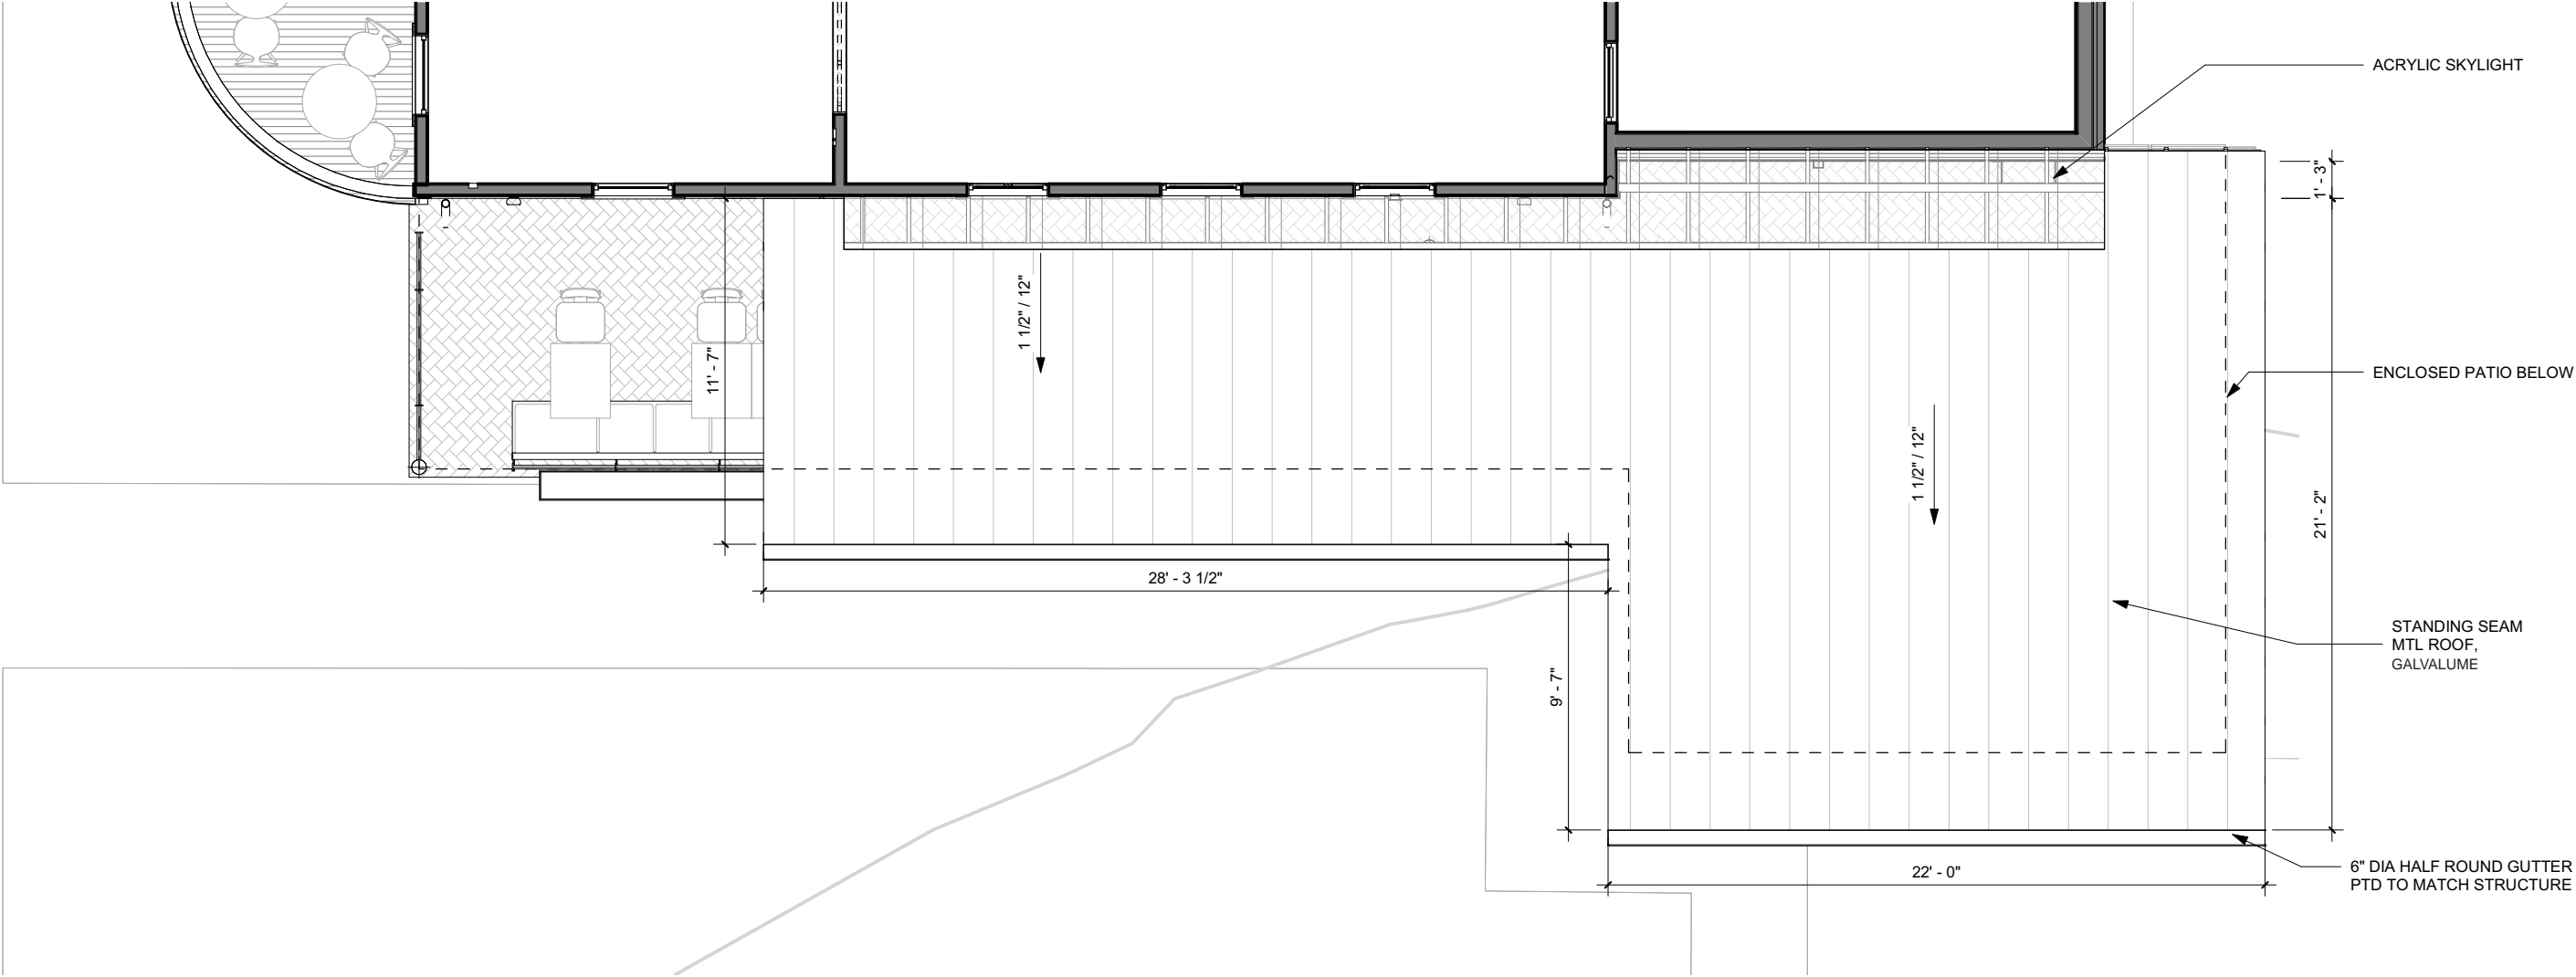 ACRYLIC SKYLIGHT
1' - 3"
1 1/2" / 12"
11' - 7"
ENCLOSED PATIO BELOW
1 1/2" / 12"
21' - 2"
28' - 3 1/2"
STANDING SEAM
MTL ROOF,
GALVALUME
9' - 7"
22' - 0"
6" DIA HALF ROUND GUTTER
PTD TO MATCH STRUCTURE